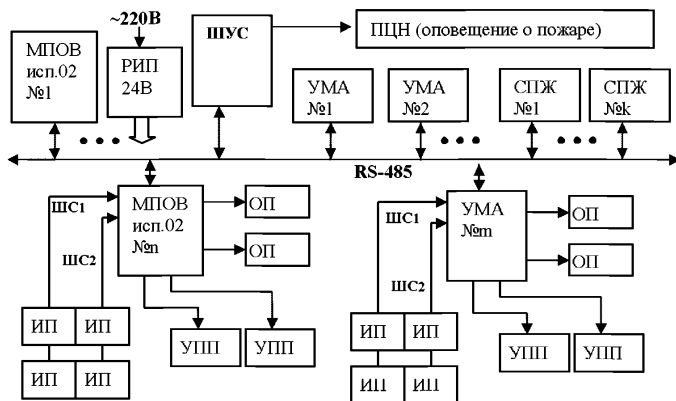 ~220В
МПОВ
исп.02
№1
РИП
24В
ШУС
ПЦН (оповещение о пожаре)
УМА
№1
УМА
№2
СПЖ
№1
СПЖ
№k
RS-485
ШС1
ШС2
МПОВ
исп.02
№n
ОП
ОП
ШС1
ШС2
УМА
№m
ОП
ОП
ИП ИП
ИП ИП
УПП УПП
ИП ИП
ИП ИП
УПП УПП